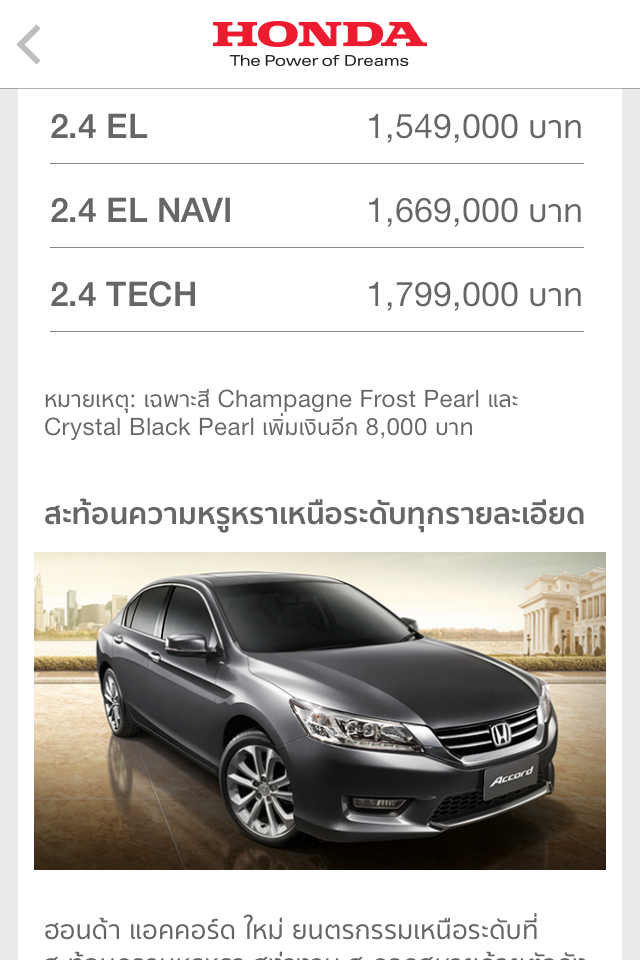 HONDA
The Power of Dreams
2.4 EL 1,549,000 บาท
2.4 EL NAVI 1,669,000 บาท
2.4 TECH 1,799,000 บาท
หมายเหตุ: เฉพาะสี Champagne Frost Pearl และ
Crystal Black Pearl เพิ่มเงินอีก 8,000 บาท
สะท้อนความหรูหราเหนือระดับทุกรายละเอียด
Accord
ฮอนด้า แอคคอร์ด ใหม่ ยนตรกรรมเหนือระดับที่